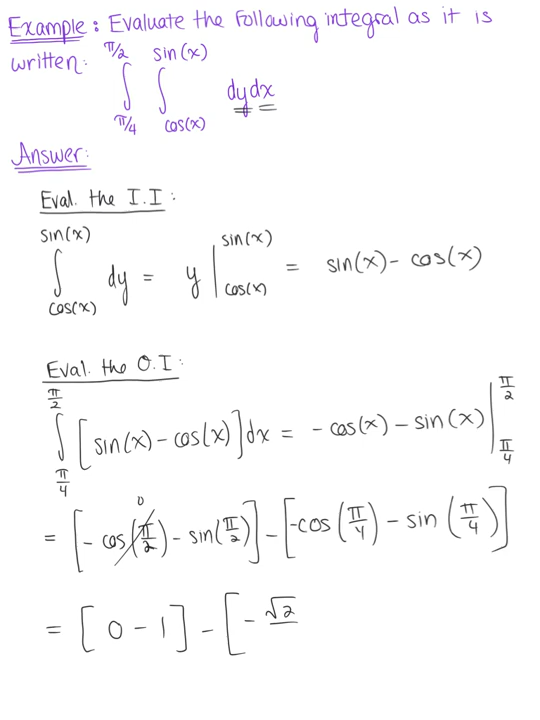 Example: Evaluate the following integral as it is
written: ∫_{π/4}^{π/2} ∫_{cos(x)}^{sin(x)} dy dx
Answer:
Eval. the I.I:
∫_{cos(x)}^{sin(x)} dy = y |_{cos(x)}^{sin(x)} = sin(x) - cos(x)
Eval. the O.I:
∫_{π/4}^{π/2} [sin(x) - cos(x)] dx = -cos(x) - sin(x) |_{π/4}^{π/2}
0
= [-cos(π/2) - sin(π/2)] - [-cos(π/4) - sin(π/4)]
= [0 - 1] - [-√2